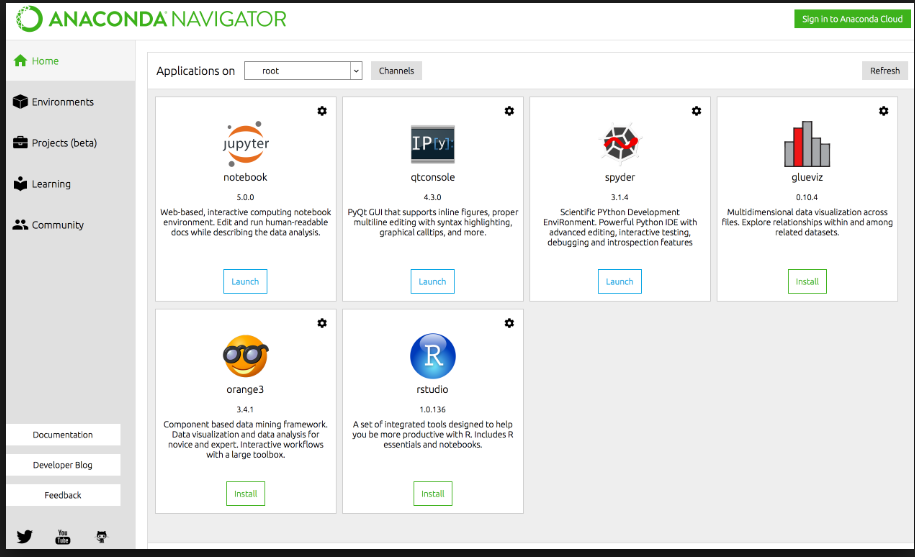 ANACONDA NAVIGATOR
Sign in to Anaconda Cloud
Home
Environments
Projects (beta)
Learning
Community
Documentation
Developer Blog
Feedback
You
Tube
Applications on
root
Channels
Refresh
jupyter
notebook
5.0.0
Web-based, interactive computing notebook
environment. Edit and run human-readable
docs while describing the data analysis.
Launch
IP[y]:
qtconsole
4.3.0
PyQt GUI that supports inline figures, proper
multiline editing with syntax highlighting,
graphical calltips, and more.
Launch
spyder
3.1.4
Scientific PYthon Development
EnviRonment. Powerful Python IDE with
advanced editing, interactive testing,
debugging and introspection features
Launch
glueviz
0.10.4
Multidimensional data visualization across
files. Explore relationships within and among
related datasets.
Install
orange3
3.4.1
Component based data mining framework.
Data visualization and data analysis for
novice and expert. Interactive workflows
with a large toolbox.
Install
R
rstudio
1.0.136
A set of integrated tools designed to help
you be more productive with R. Includes R
essentials and notebooks.
Install